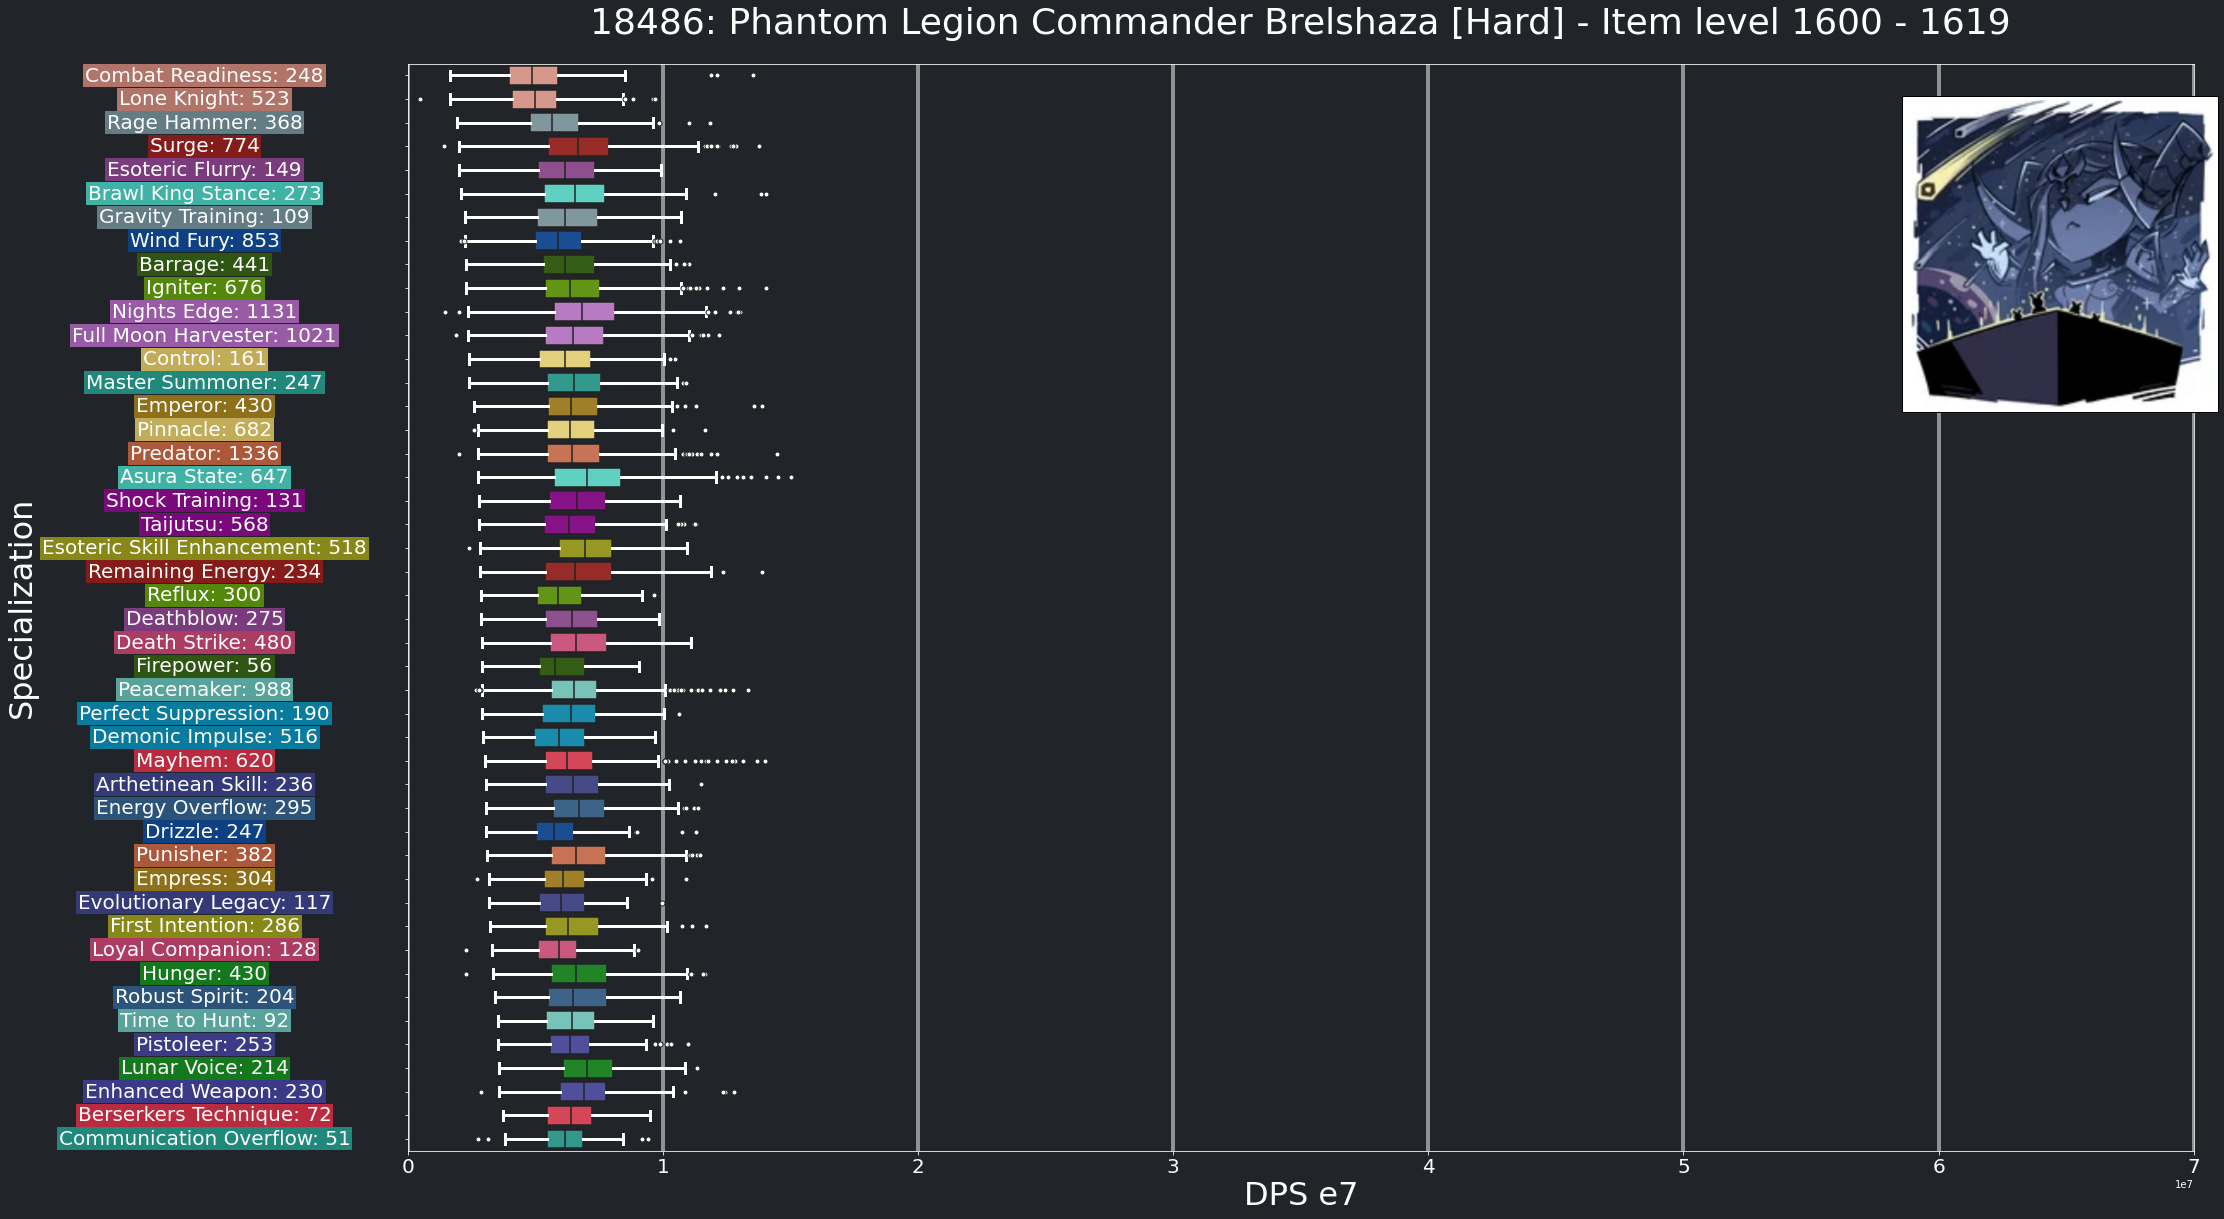 18486: Phantom Legion Commander Brelshaza [Hard] - Item level 1600 - 1619
Combat Readiness: 248
Lone Knight: 523
Rage Hammer: 368
Surge: 774
Esoteric Flurry: 149
Brawl King Stance: 273
Gravity Training: 109
Wind Fury: 853
Barrage: 441
Igniter: 676
Nights Edge: 1131
Full Moon Harvester: 1021
Control: 161
Master Summoner: 247
Emperor: 430
Pinnacle: 682
Predator: 1336
Asura State: 647
Shock Training: 131
Taijutsu: 568
Esoteric Skill Enhancement: 518
Remaining Energy: 234
Reflux: 300
Deathblow: 275
Death Strike: 480
Firepower: 56
Peacemaker: 988
Perfect Suppression: 190
Demonic Impulse: 516
Mayhem: 620
Arthetinean Skill: 236
Energy Overflow: 295
Drizzle: 247
Punisher: 382
Empress: 304
Evolutionary Legacy: 117
First Intention: 286
Loyal Companion: 128
Hunger: 430
Robust Spirit: 204
Time to Hunt: 92
Pistoleer: 253
Lunar Voice: 214
Enhanced Weapon: 230
Berserkers Technique: 72
Communication Overflow: 51
Specialization
0 1 2 3 4 5 6 7
1e7
DPS e7